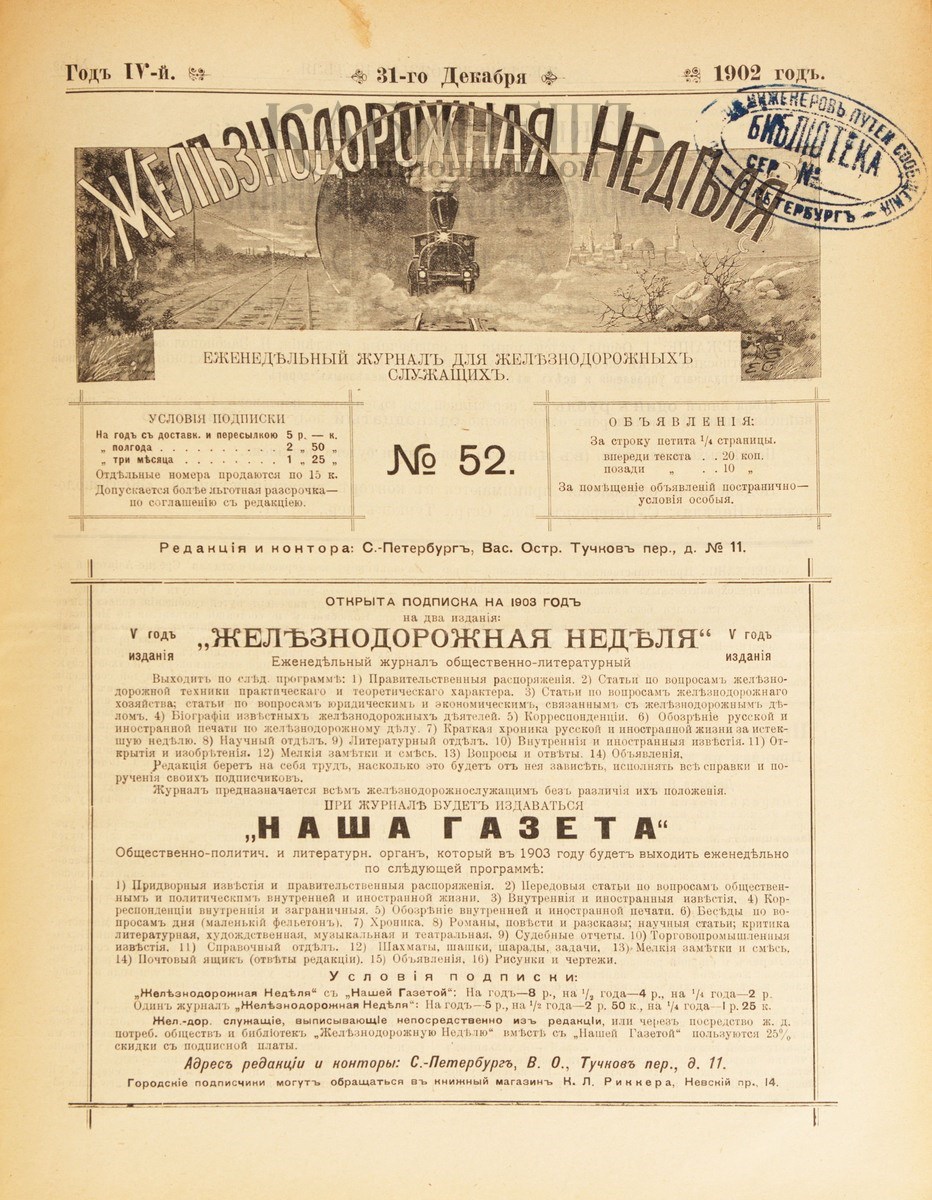 Годъ IV-й.
31-го Декабря
1902 годъ.
ЖЕЛѢЗНОДОРОЖНАЯ НЕДѢЛЯ
ИНЖЕНЕРОВЪ ПУТЕЙ
БИБЛІОТЕКА
СЕР. №
ПЕТЕРБУРГЪ
ЕЖЕНЕДѢЛЬНЫЙ ЖУРНАЛЪ ДЛЯ ЖЕЛѢЗНОДОРОЖНЫХЪ
СЛУЖАЩИХЪ.
УСЛОВІЯ ПОДПИСКИ
На годъ съ доставк. и пересылкою 5 р. — к.
„ полгода . . . . . . . . . . 2 „ 50 „
„ три мѣсяца . . . . . . . . 1 „ 25 „
Отдѣльные номера продаются по 15 к.
Допускается болѣе льготная разсрочка—
по соглашенію съ редакціею.
№ 52.
ОБЪЯВЛЕНІЯ:
За строку петита 1/4 страницы.
впереди текста . . 20 коп.
позади „ . . 10 „
За помѣщеніе объявленій постранично—
условія особыя.
Редакція и контора: С.-Петербургъ, Вас. Остр. Тучковъ пер., д. № 11.
ОТКРЫТА ПОДПИСКА НА 1903 ГОДЪ
на два изданія:
V годъ
изданія
„ЖЕЛѢЗНОДОРОЖНАЯ НЕДѢЛЯ“
V годъ
изданія
Еженедѣльный журналъ общественно-литературный
Выходитъ по слѣд. программѣ: 1) Правительственныя распоряженія. 2) Статьи по вопросамъ желѣзно-
дорожной техники практическаго и теоретическаго характера. 3) Статьи по вопросамъ желѣзнодорожнаго
хозяйства; статьи по вопросамъ юридическимъ и экономическимъ, связаннымъ съ желѣзнодорожнымъ дѣ-
ломъ. 4) Біографіи извѣстныхъ желѣзнодорожныхъ дѣятелей. 5) Корреспонденціи. 6) Обозрѣніе русской и
иностранной печати по желѣзнодорожному дѣлу. 7) Краткая хроника русской и иностранной жизни за истек-
шую недѣлю. 8) Научный отдѣлъ. 9) Литературный отдѣлъ. 10) Внутреннія и иностранныя извѣстія. 11) От-
крытія и изобрѣтенія. 12) Мелкія замѣтки и смѣсь. 13) Вопросы и отвѣты. 14) Объявленія.
Редакція беретъ на себя трудъ, насколько это будетъ отъ нея зависѣть, исполнять всѣ справки и по-
рученія своихъ подписчиковъ.
Журналъ предназначается всѣмъ желѣзнодорожнослужащимъ безъ различія ихъ положенія.
ПРИ ЖУРНАЛѢ БУДЕТЪ ИЗДАВАТЬСЯ
„НАША ГАЗЕТА“
Общественно-политич. и литературн. органъ, который въ 1903 году будетъ выходить еженедѣльно
по слѣдующей программѣ:
1) Придворныя извѣстія и правительственныя распоряженія. 2) Передовыя статьи по вопросамъ обществен-
нымъ и политическимъ внутренней и иностранной жизни. 3) Внутреннія и иностранныя извѣстія. 4) Кор-
респонденціи внутреннія и заграничныя. 5) Обозрѣніе внутренней и иностранной печати. 6) Бесѣды по во-
просамъ дня (маленькій фельетонъ). 7) Хроника. 8) Романы, повѣсти и разсказы; научныя статьи; критика
литературная, художественная, музыкальная и театральная. 9) Судебные отчеты. 10) Торговопромышленныя
извѣстія. 11) Справочный отдѣлъ. 12) Шахматы, шашки, шарады, задачи. 13) Мелкія замѣтки и смѣсь.
14) Почтовый ящикъ (отвѣты редакціи). 15) Объявленія. 16) Рисунки и чертежи.
Условія подписки:
„Желѣзнодорожная Недѣля“ съ „Нашей Газетой“: На годъ—8 р., на 1/2 года—4 р., на 1/4 года—2 р.
Одинъ журналъ „Желѣзнодорожная Недѣля“: На годъ—5 р., на 1/2 года—2 р. 50 к., на 1/4 года—1 р. 25 к.
Жел.-дор. служащіе, выписывающіе непосредственно изъ редакціи, или черезъ посредство ж. д.
потреб. обществъ и библіотекъ „Желѣзнодорожную Недѣлю“ вмѣстѣ съ „Нашей Газетой“ пользуются 25%
скидки съ подписной платы.
Адресъ редакціи и конторы: С.-Петербургъ, В. О., Тучковъ пер., д. 11.
Городскіе подписчики могутъ обращаться въ книжный магазинъ К. Л. Риккера, Невскій пр., 14.